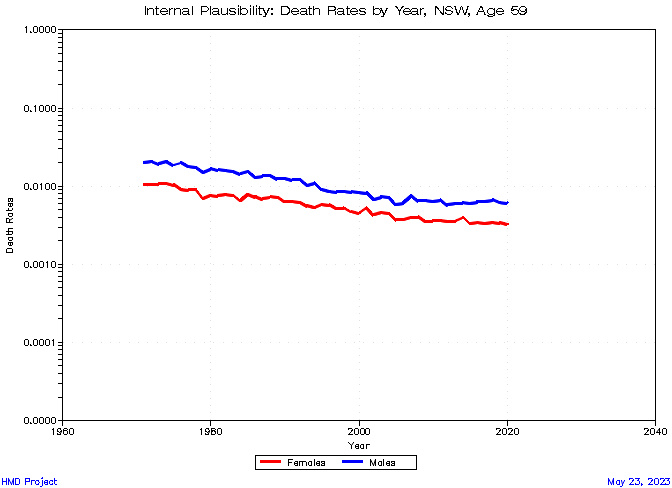 Internal Plausibility: Death Rates by Year, NSW, Age 59
1.0000
0.1000
0.0100
0.0010
0.0001
0.0000
Death Rates
1960
1980
2000
2020
2040
Year
Females
Males
HMD Project
May 23, 2023